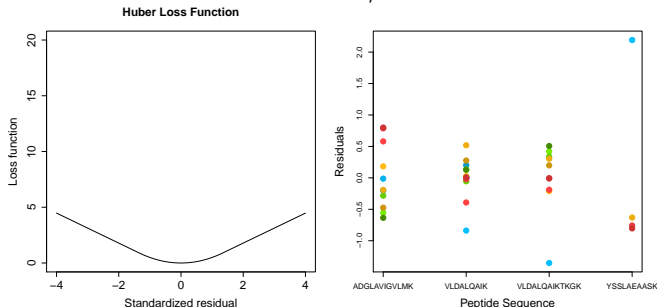 Huber Loss Function
Loss function
20
15
10
5
0
−4
−2
0
2
4
Standardized residual
Residuals
2.0
1.5
1.0
0.5
0.0
−0.5
−1.0
ADGLAVIGVLMK
VLDALQAIK
VLDALQAIKTKGK
YSSLAEAASK
Peptide Sequence